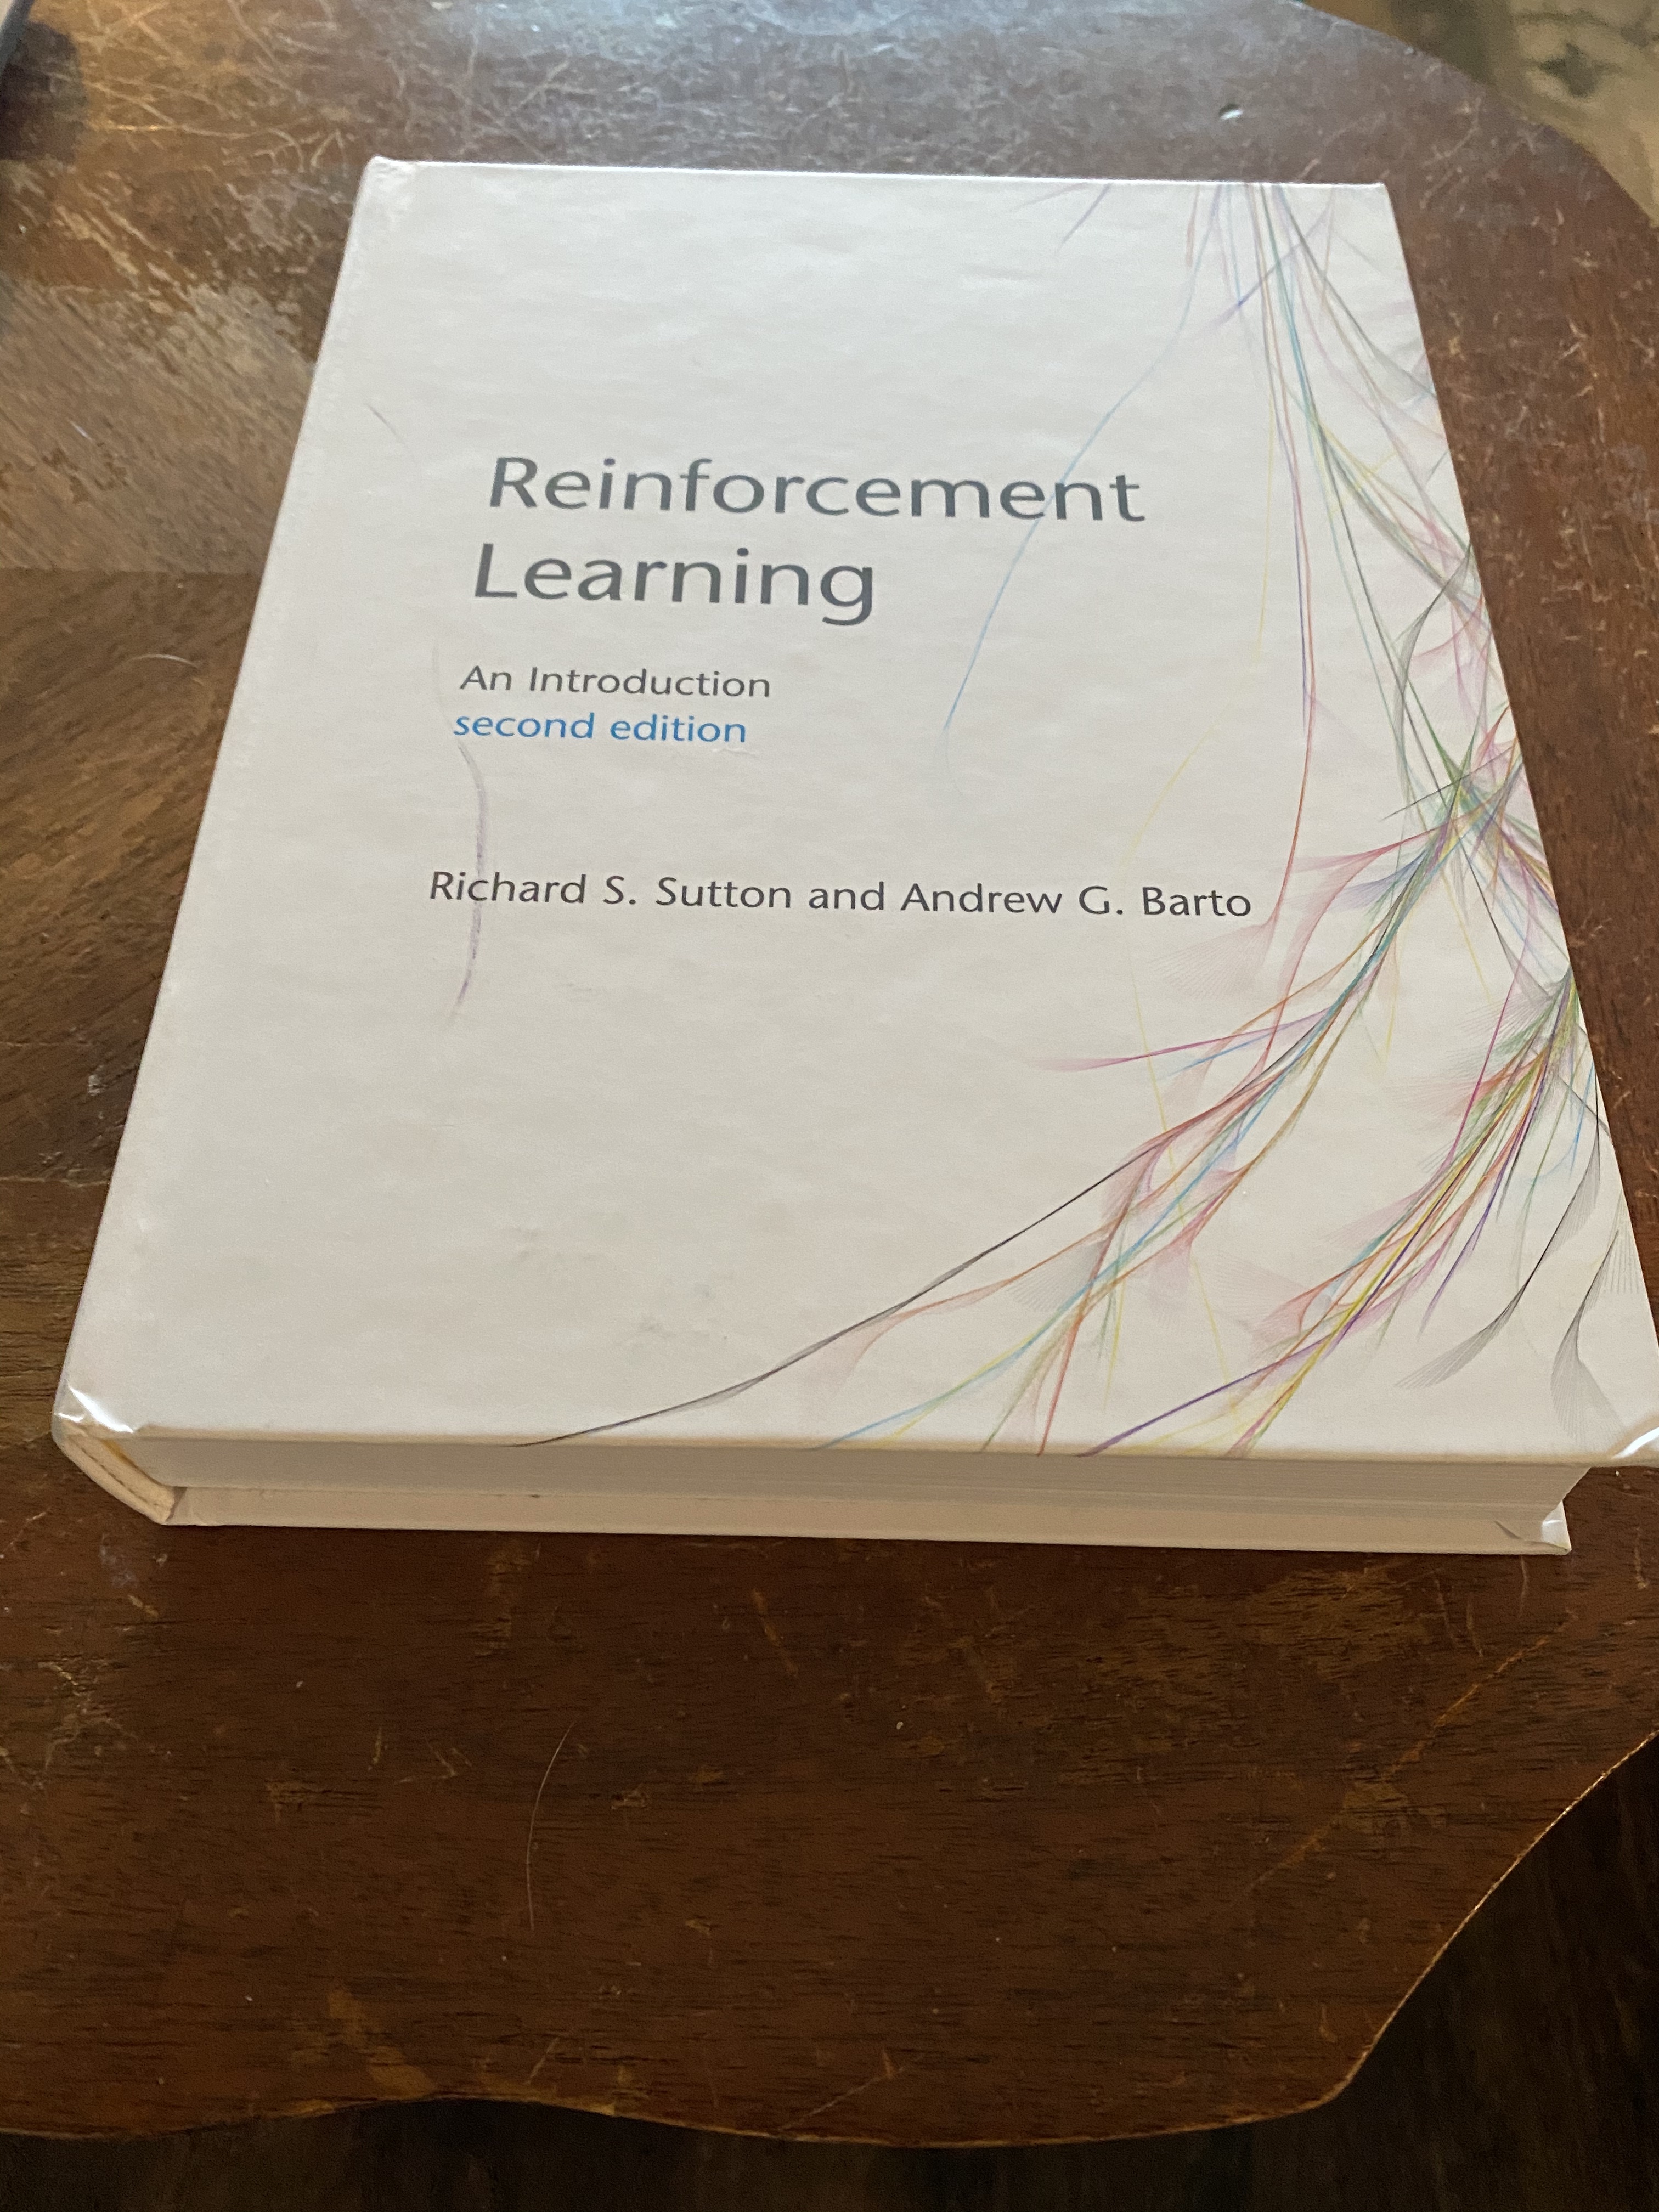 Reinforcement
Learning
An Introduction
second edition
Richard S. Sutton and Andrew G. Barto